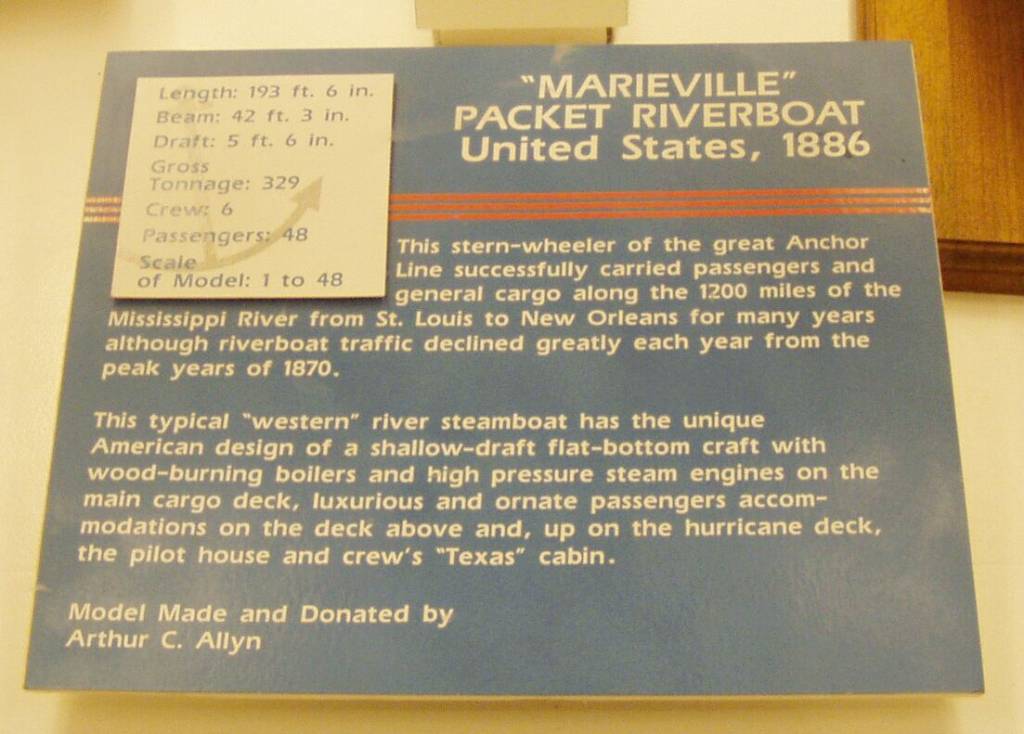 Length: 193 ft. 6 in.
Beam: 42 ft. 3 in.
Draft: 5 ft. 6 in.
Gross
Tonnage: 329
Crew: 6
Passengers: 48
Scale
of Model: 1 to 48
"MARIEVILLE"
PACKET RIVERBOAT
United States, 1886
This stern-wheeler of the great Anchor
Line successfully carried passengers and
general cargo along the 1200 miles of the
Mississippi River from St. Louis to New Orleans for many years
although riverboat traffic declined greatly each year from the
peak years of 1870.
This typical "western" river steamboat has the unique
American design of a shallow-draft flat-bottom craft with
wood-burning boilers and high pressure steam engines on the
main cargo deck, luxurious and ornate passengers accom-
modations on the deck above and, up on the hurricane deck,
the pilot house and crew's "Texas" cabin.
Model Made and Donated by
Arthur C. Allyn